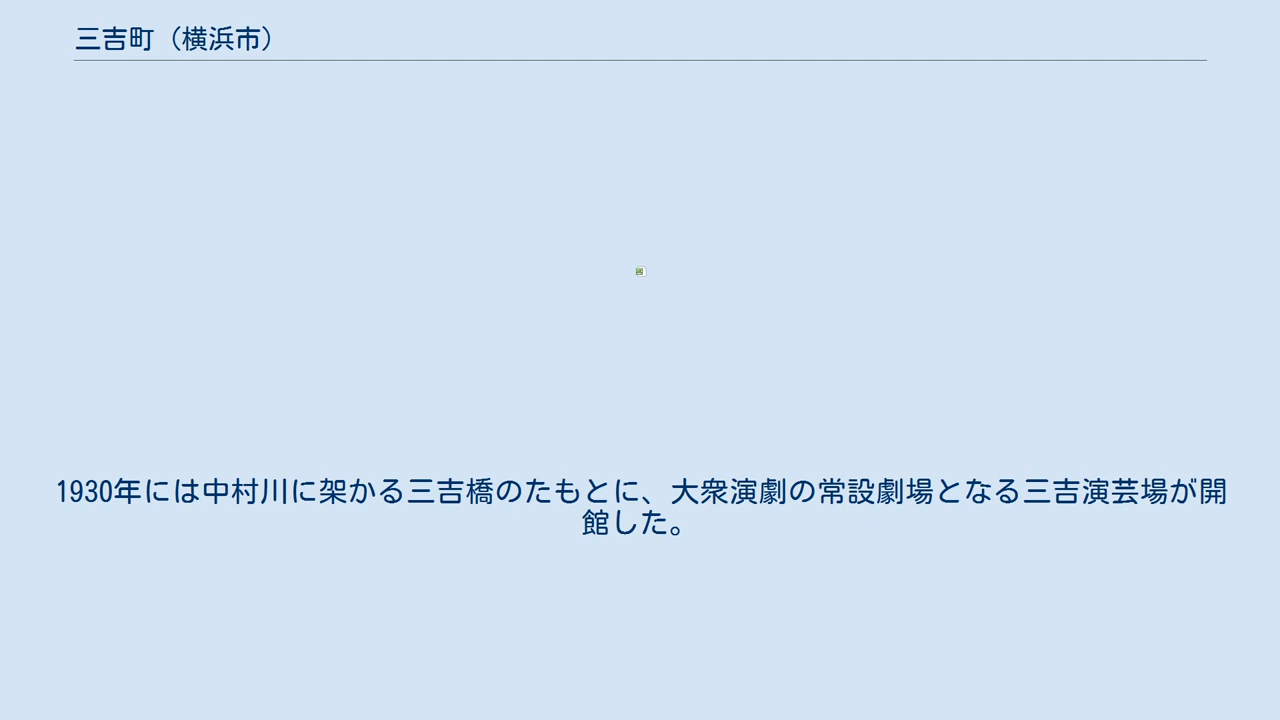 三吉町（横浜市）
1930年には中村川に架かる三吉橋のたもとに、大衆演劇の常設劇場となる三吉演芸場が開
館した。